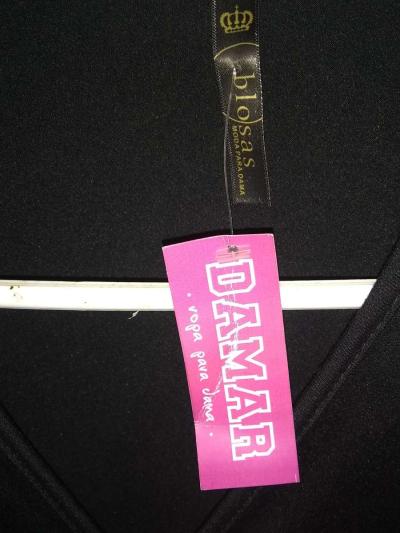 blosas
MODA PARA DAMA
DAMAR
· ropa para dama ·